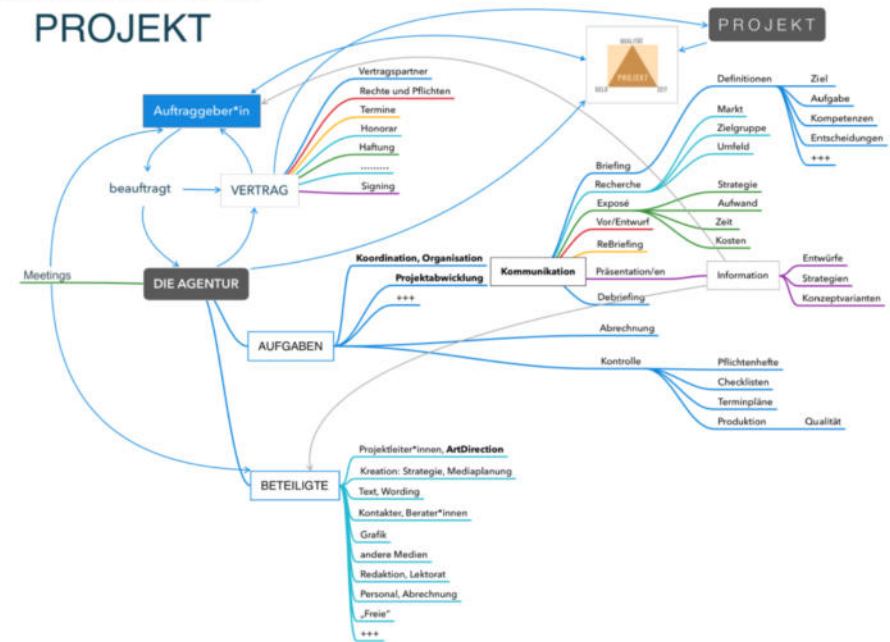 PROJEKT
PROJEKT
QUALITÄT
PROJEKT
GELD
ZEIT
Auftraggeber*in
beauftragt
VERTRAG
Vertragspartner
Rechte und Pflichten
Termine
Honorar
Haftung
.........
Signing
Meetings
DIE AGENTUR
AUFGABEN
Koordination, Organisation
Projektabwicklung
+++
Kommunikation
Briefing
Recherche
Exposé
Vor/Entwurf
ReBriefing
Präsentation/en
Debriefing
Definitionen
Ziel
Aufgabe
Kompetenzen
Entscheidungen
+++
Markt
Zielgruppe
Umfeld
Strategie
Aufwand
Zeit
Kosten
Information
Entwürfe
Strategien
Konzeptvarianten
Abrechnung
Kontrolle
Pflichtenhefte
Checklisten
Terminpläne
Produktion
Qualität
BETEILIGTE
Projektleiter*innen, ArtDirection
Kreation: Strategie, Mediaplanung
Text, Wording
Kontakter, Berater*innen
Grafik
andere Medien
Redaktion, Lektorat
Personal, Abrechnung
„Freie“
+++